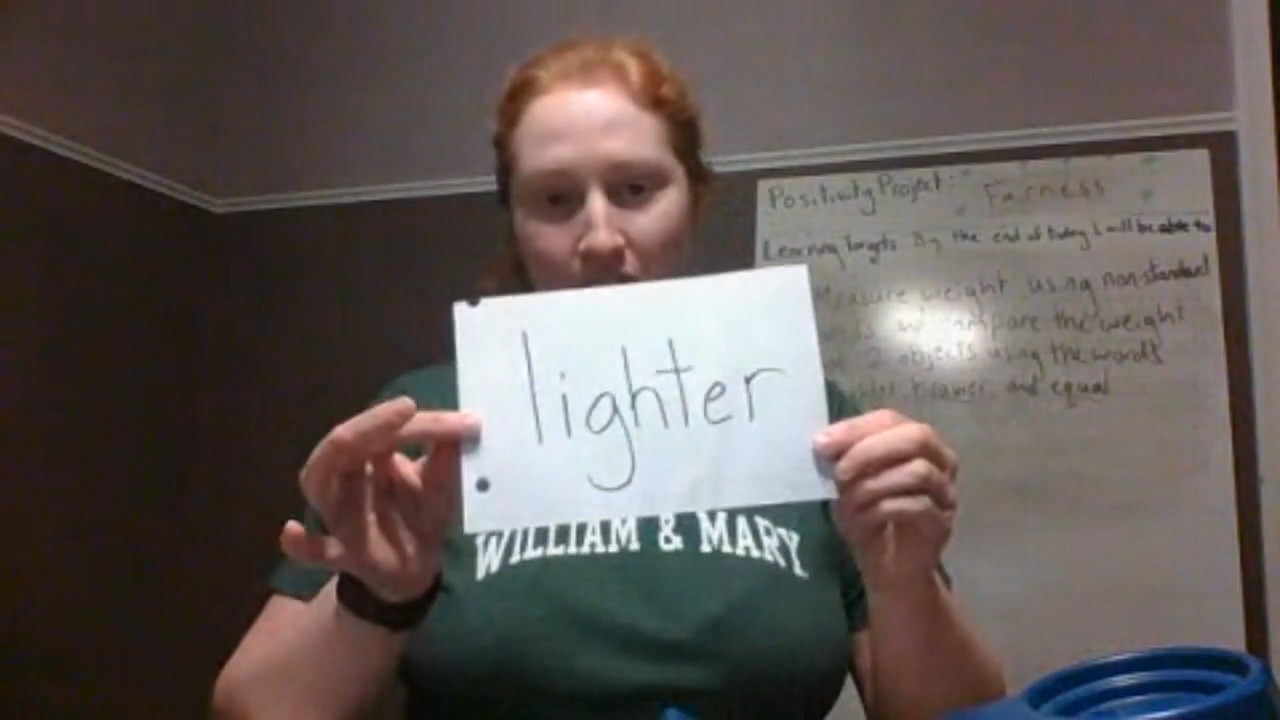 Positivity Project: Fairness
Learning Targets By the end of today I will be able to
Measure weight using non-standard
compare the weight
2 objects using the words
and equal
lighter
WILLIAM & MARY